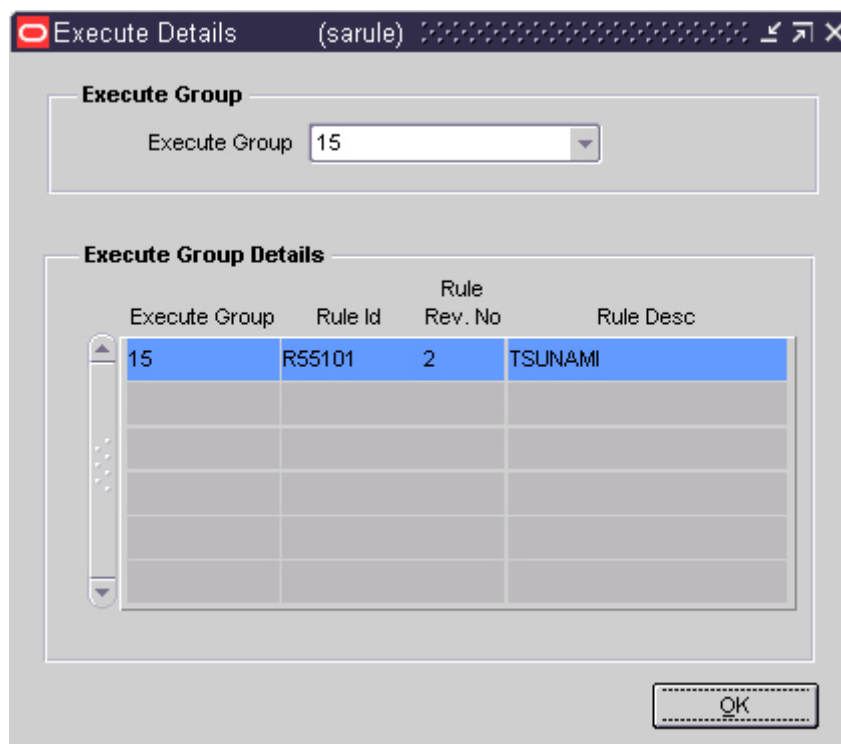 Execute Details (sarule)
Execute Group
Execute Group 15
Execute Group Details
Execute Group Rule Id Rule Rev. No Rule Desc
15 R55101 2 TSUNAMI
OK